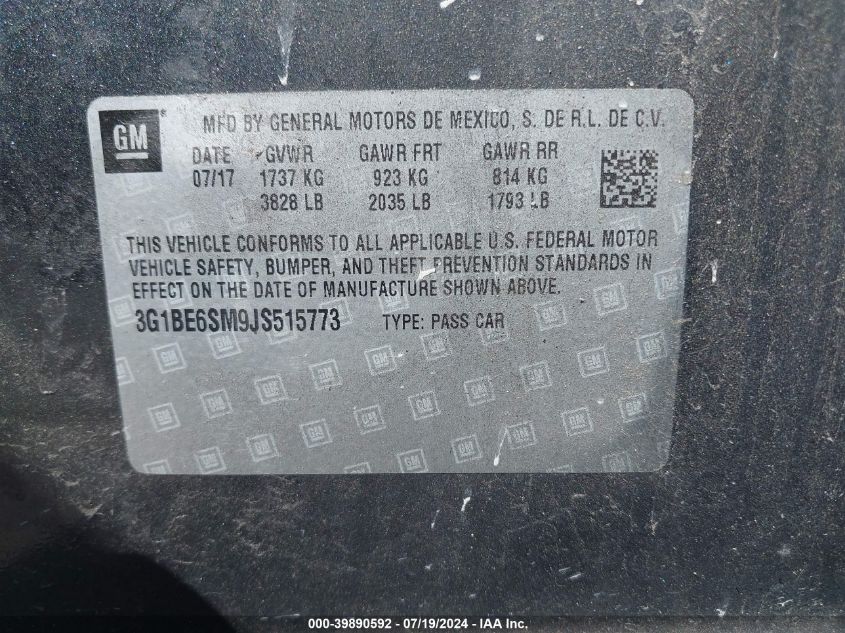 GM MFD BY GENERAL MOTORS DE MEXICO, S. DE R.L. DE C.V.
DATE GVWR GAWR FRT GAWR RR
07/17 1737 KG 923 KG 814 KG
3828 LB 2035 LB 1793 LB
THIS VEHICLE CONFORMS TO ALL APPLICABLE U.S. FEDERAL MOTOR
VEHICLE SAFETY, BUMPER, AND THEFT PREVENTION STANDARDS IN
EFFECT ON THE DATE OF MANUFACTURE SHOWN ABOVE.
3G1BE6SM9JS515773 TYPE: PASS CAR
000-39890592 - 07/19/2024 - IAA Inc.